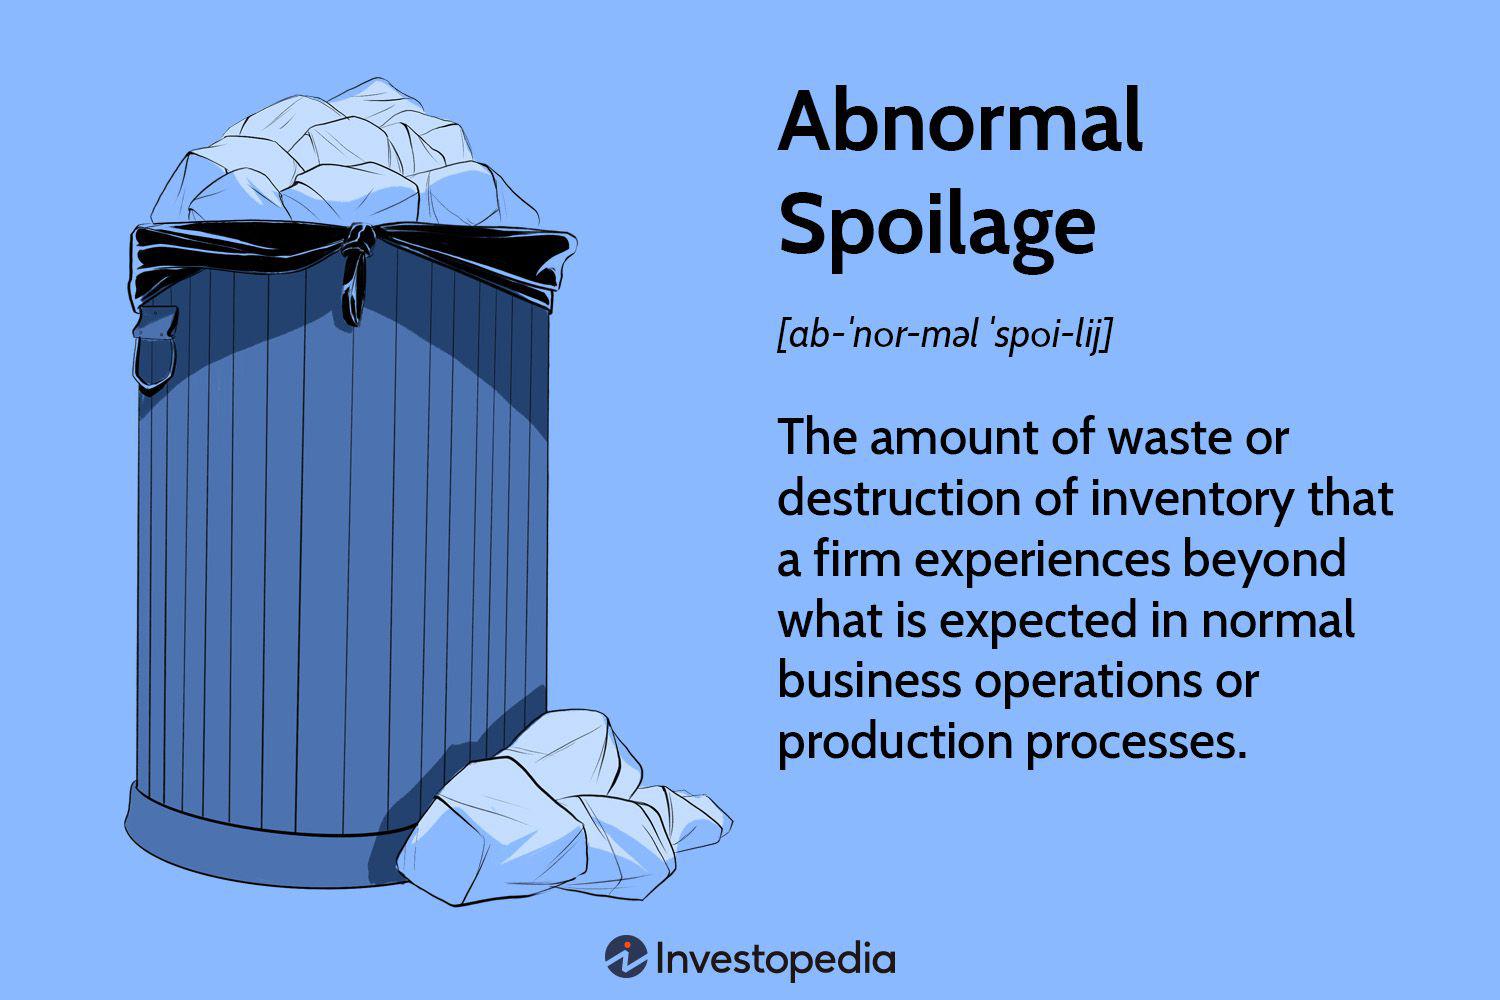 Abnormal
Spoilage
[ab-ˈnor-məl ˈspoi-lij]
The amount of waste or
destruction of inventory that
a firm experiences beyond
what is expected in normal
business operations or
production processes.
Investopedia